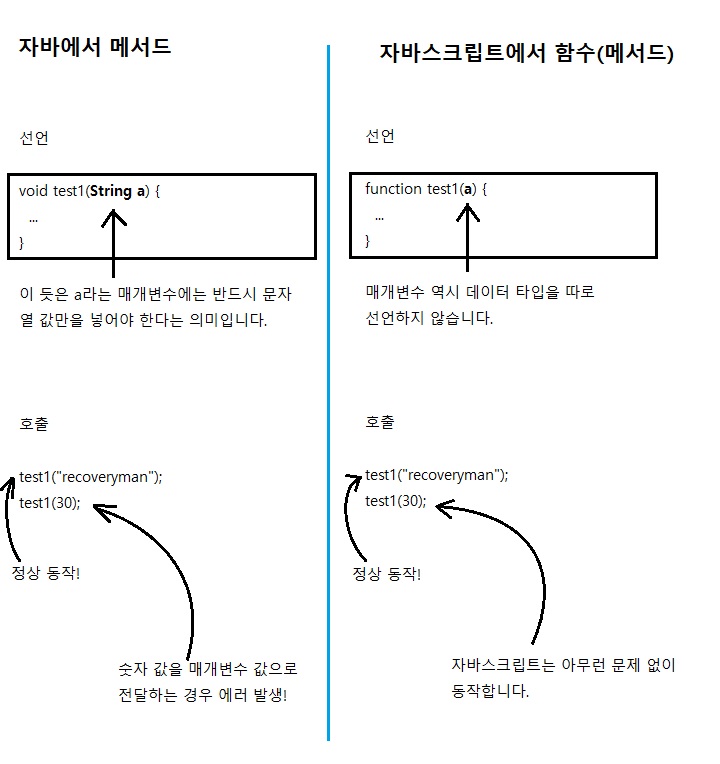 자바에서 메서드
선언
void test1(String a) {
...
}
이 듯은 a라는 매개변수에는 반드시 문자
열 값만을 넣어야 한다는 의미입니다.
호출
test1("recoveryman");
test1(30);
정상 동작!
숫자 값을 매개변수 값으로
전달하는 경우 에러 발생!
자바스크립트에서 함수(메서드)
선언
function test1(a) {
...
}
매개변수 역시 데이터 타입을 따로
선언하지 않습니다.
호출
test1("recoveryman");
test1(30);
정상 동작!
자바스크립트는 아무런 문제 없이
동작합니다.